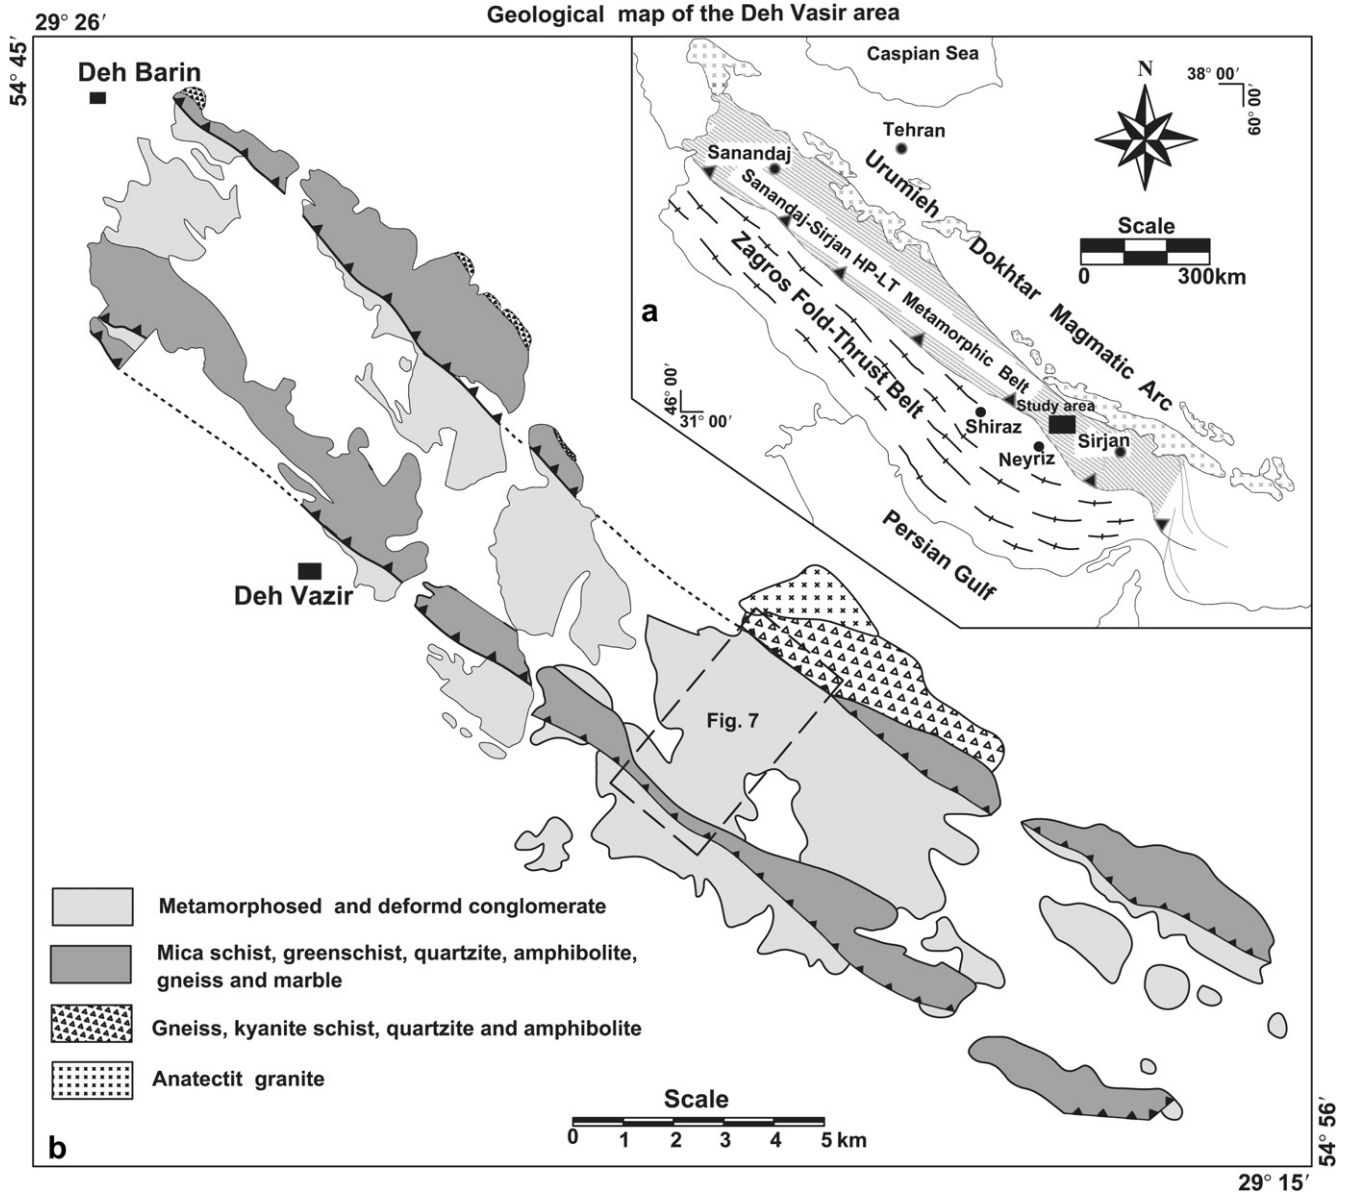 Geological map of the Deh Vasir area
29° 26′
54° 45′
Deh Barin
Caspian Sea
N
38° 00′
60° 00′
Tehran
Sanandaj
Urumieh Dokhtar Magmatic Arc
Sanandaj-Sirjan HP-LT Metamorphic Belt
Zagros Fold-Thrust Belt
Scale
0 300km
a
46° 00′
31° 00′
Study area
Shiraz
Sirjan
Neyriz
Persian Gulf
Deh Vazir
Fig. 7
Metamorphosed and deformd conglomerate
Mica schist, greenschist, quartzite, amphibolite,
gneiss and marble
Gneiss, kyanite schist, quartzite and amphibolite
Anatectit granite
Scale
0 1 2 3 4 5 km
b
54° 56′
29° 15′